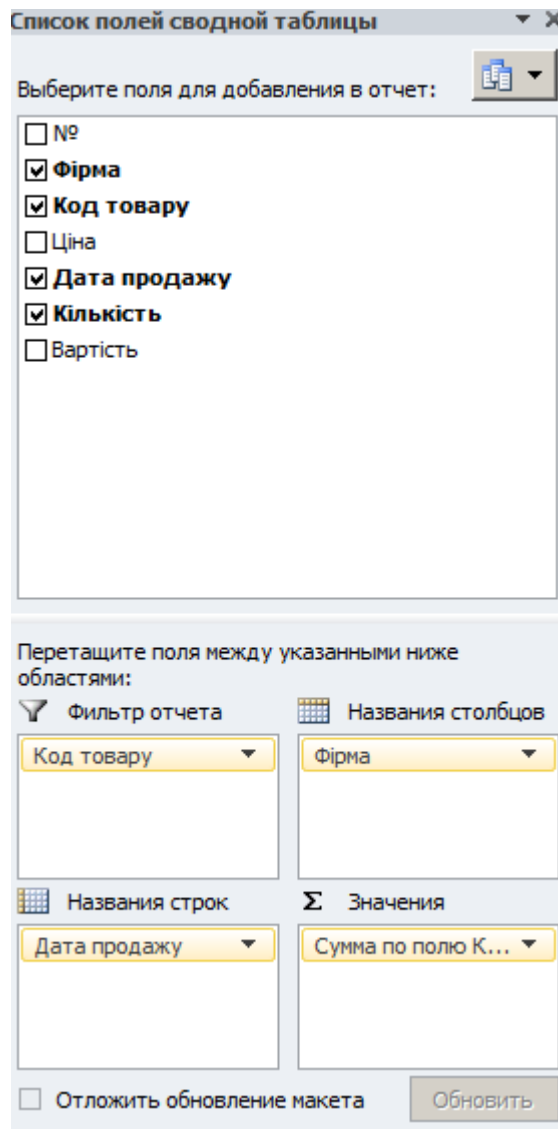 Список полей сводной таблицы
Выберите поля для добавления в отчет:
№
Фірма
Код товару
Ціна
Дата продажу
Кількість
Вартість
Перетащите поля между указанными ниже
областями:
Фильтр отчета
Названия столбцов
Код товару
Фірма
Названия строк
Σ Значения
Дата продажу
Сумма по полю К...
Отложить обновление макета
Обновить